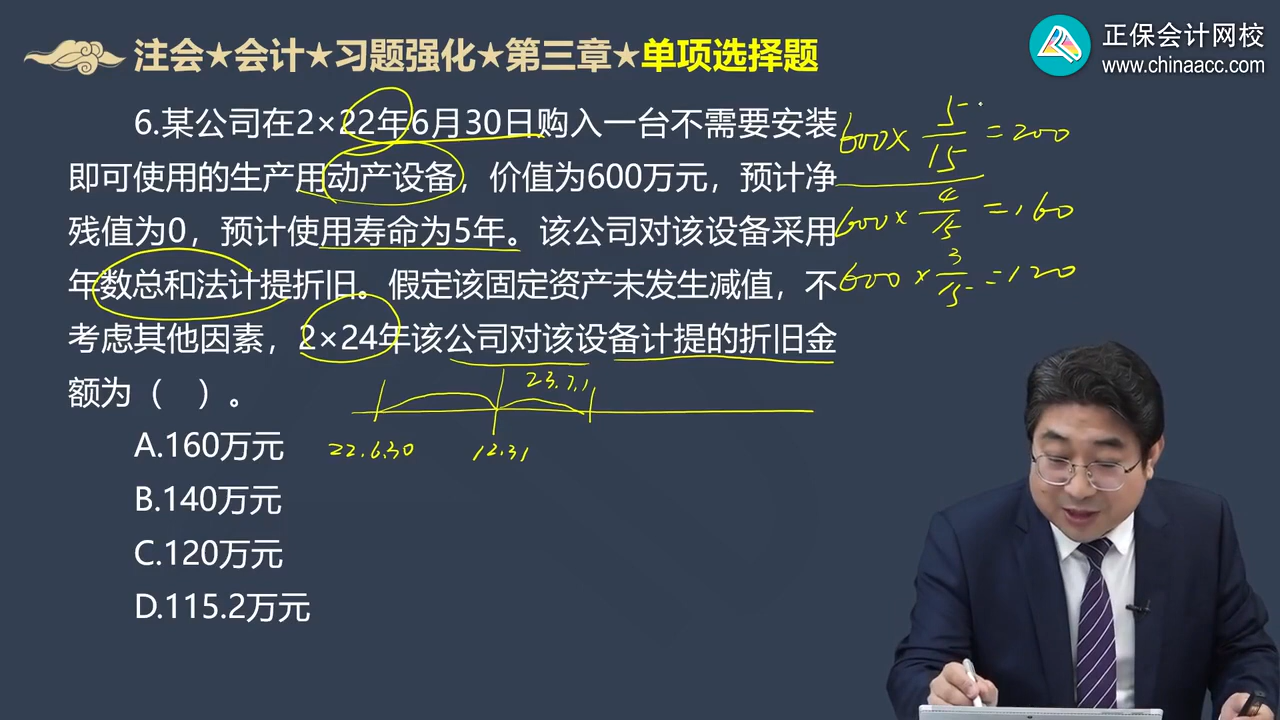 注会★会计★习题强化★第三章★单项选择题
正保会计网校
www.chinaacc.com
6.某公司在2×22年6月30日购入一台不需要安装
即可使用的生产用动产设备，价值为600万元，预计净
残值为0，预计使用寿命为5年。该公司对该设备采用
年数总和法计提折旧。假定该固定资产未发生减值，不
考虑其他因素，2×24年该公司对该设备计提的折旧金
额为（　）。
A.160万元
B.140万元
C.120万元
D.115.2万元
600×5/15=200
600×4/15=160
600×3/15=120
23.7.1
22.6.30
12.31